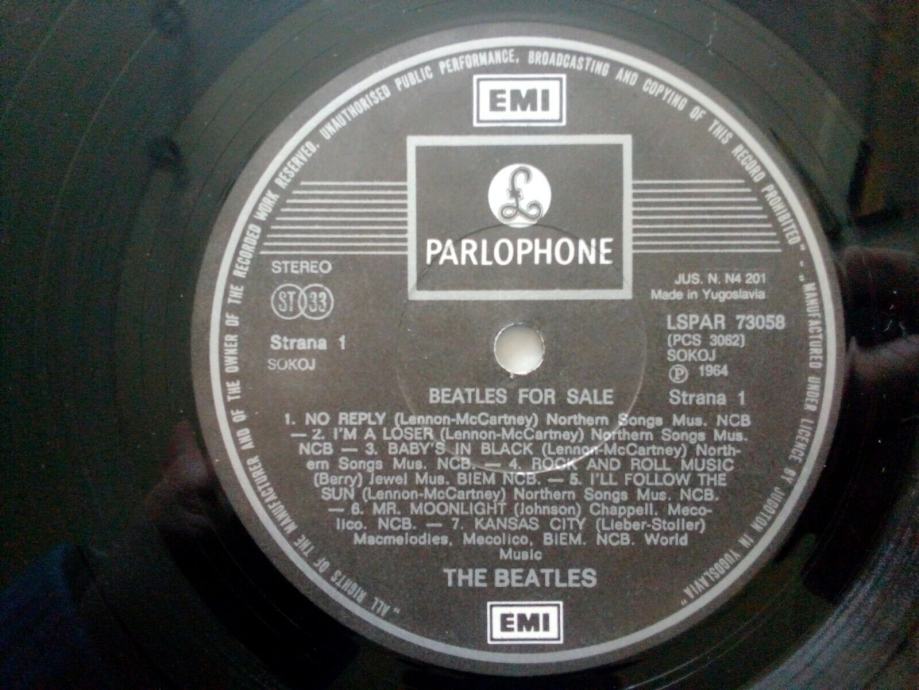 "ALL RIGHTS OF THE MANUFACTURER AND OF THE OWNER OF THE RECORDED WORK RESERVED. UNAUTHORISED PUBLIC PERFORMANCE, BROADCASTING AND COPYING OF THIS RECORD PROHIBITED" - "MANUFACTURED UNDER LICENCE BY JUGOTON IN YUGOSLAVIA"
EMI
£
PARLOPHONE
STEREO
ST 33
Strana 1
SOKOJ
JUS. N. N4 201
Made in Yugoslavia
LSPAR 73058
(PCS 3062)
SOKOJ
Ⓟ 1964
Strana 1
BEATLES FOR SALE
1. NO REPLY (Lennon-McCartney) Northern Songs Mus. NCB
— 2. I'M A LOSER (Lennon-McCartney) Northern Songs Mus.
NCB — 3. BABY'S IN BLACK (Lennon-McCartney) North-
ern Songs Mus. NCB. — 4. ROCK AND ROLL MUSIC
(Berry) Jewel Mus. BIEM NCB. — 5. I'LL FOLLOW THE
SUN (Lennon-McCartney) Northern Songs Mus. NCB.
— 6. MR. MOONLIGHT (Johnson) Chappell. Meco-
lico. NCB. — 7. KANSAS CITY (Lieber-Stoller)
Macmelodies, Mecolico, BIEM. NCB. World
Music
THE BEATLES
EMI